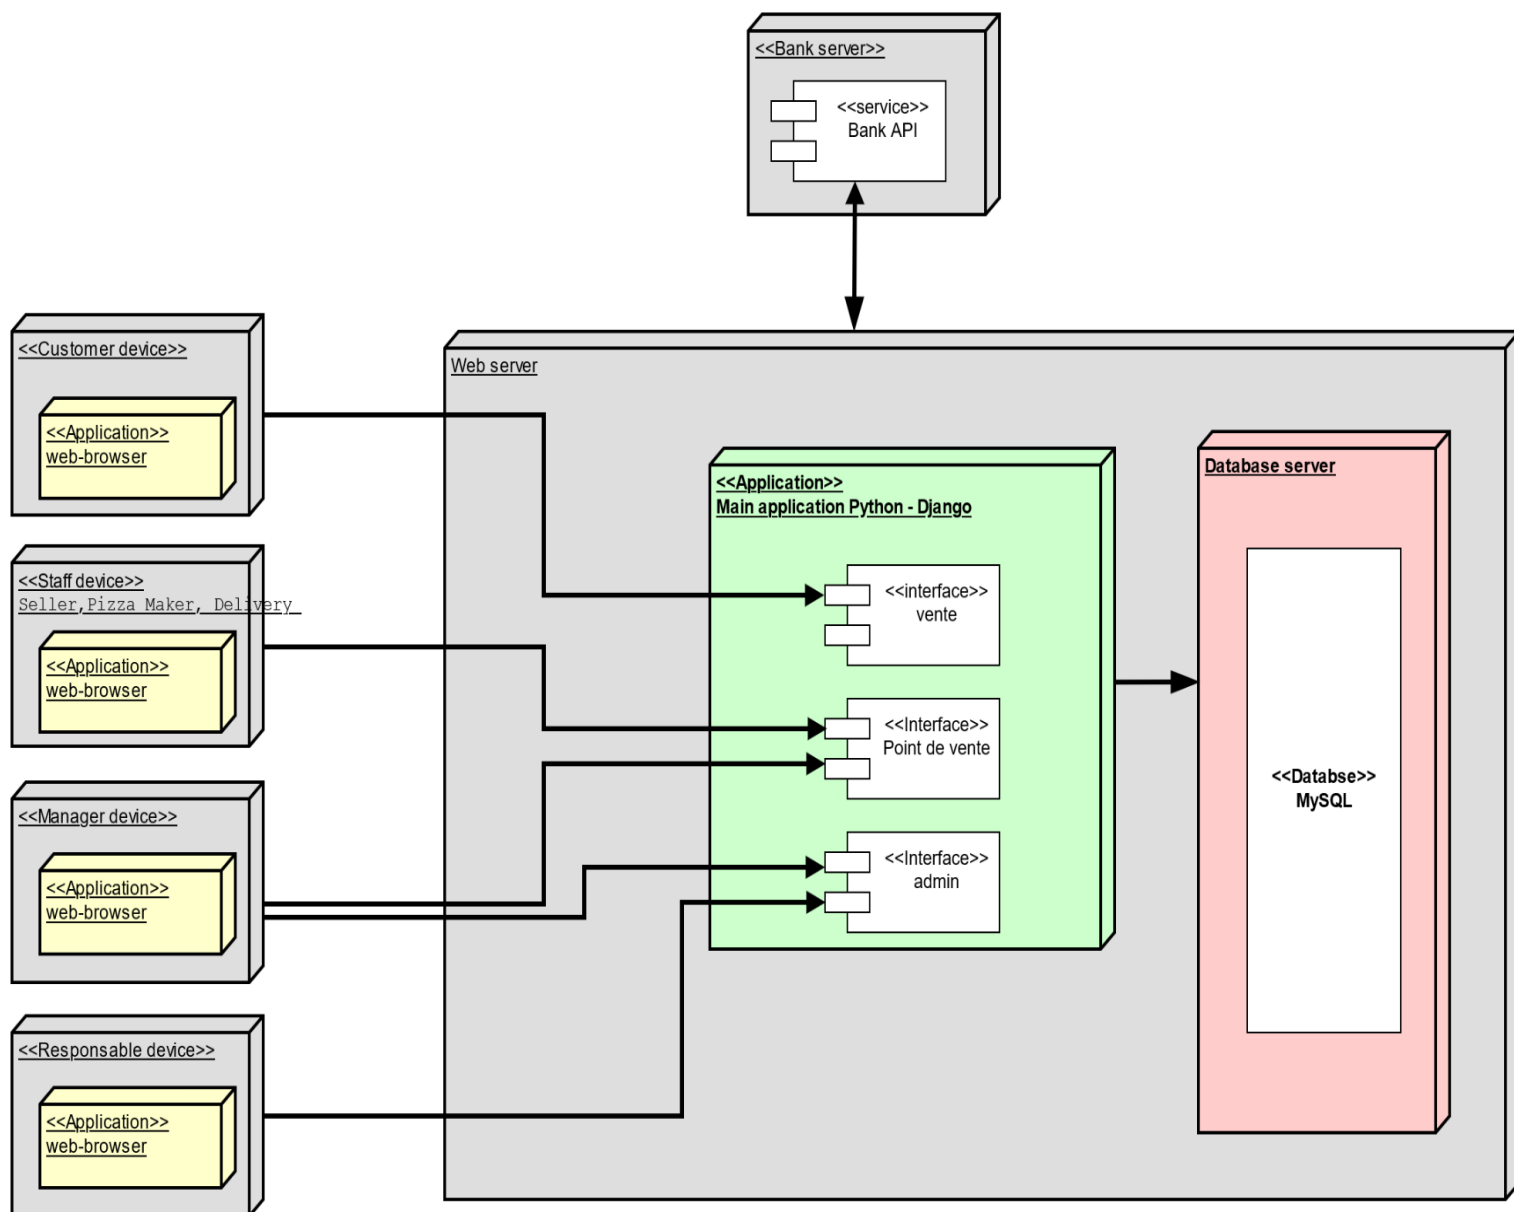 <<Bank server>>
<<service>>
Bank API
<<Customer device>>
<<Application>>
web-browser
<<Staff device>>
Seller,Pizza Maker, Delivery
<<Application>>
web-browser
<<Manager device>>
<<Application>>
web-browser
<<Responsable device>>
<<Application>>
web-browser
Web server
<<Application>>
Main application Python - Django
<<interface>>
vente
<<Interface>>
Point de vente
<<Interface>>
admin
Database server
<<Databse>>
MySQL